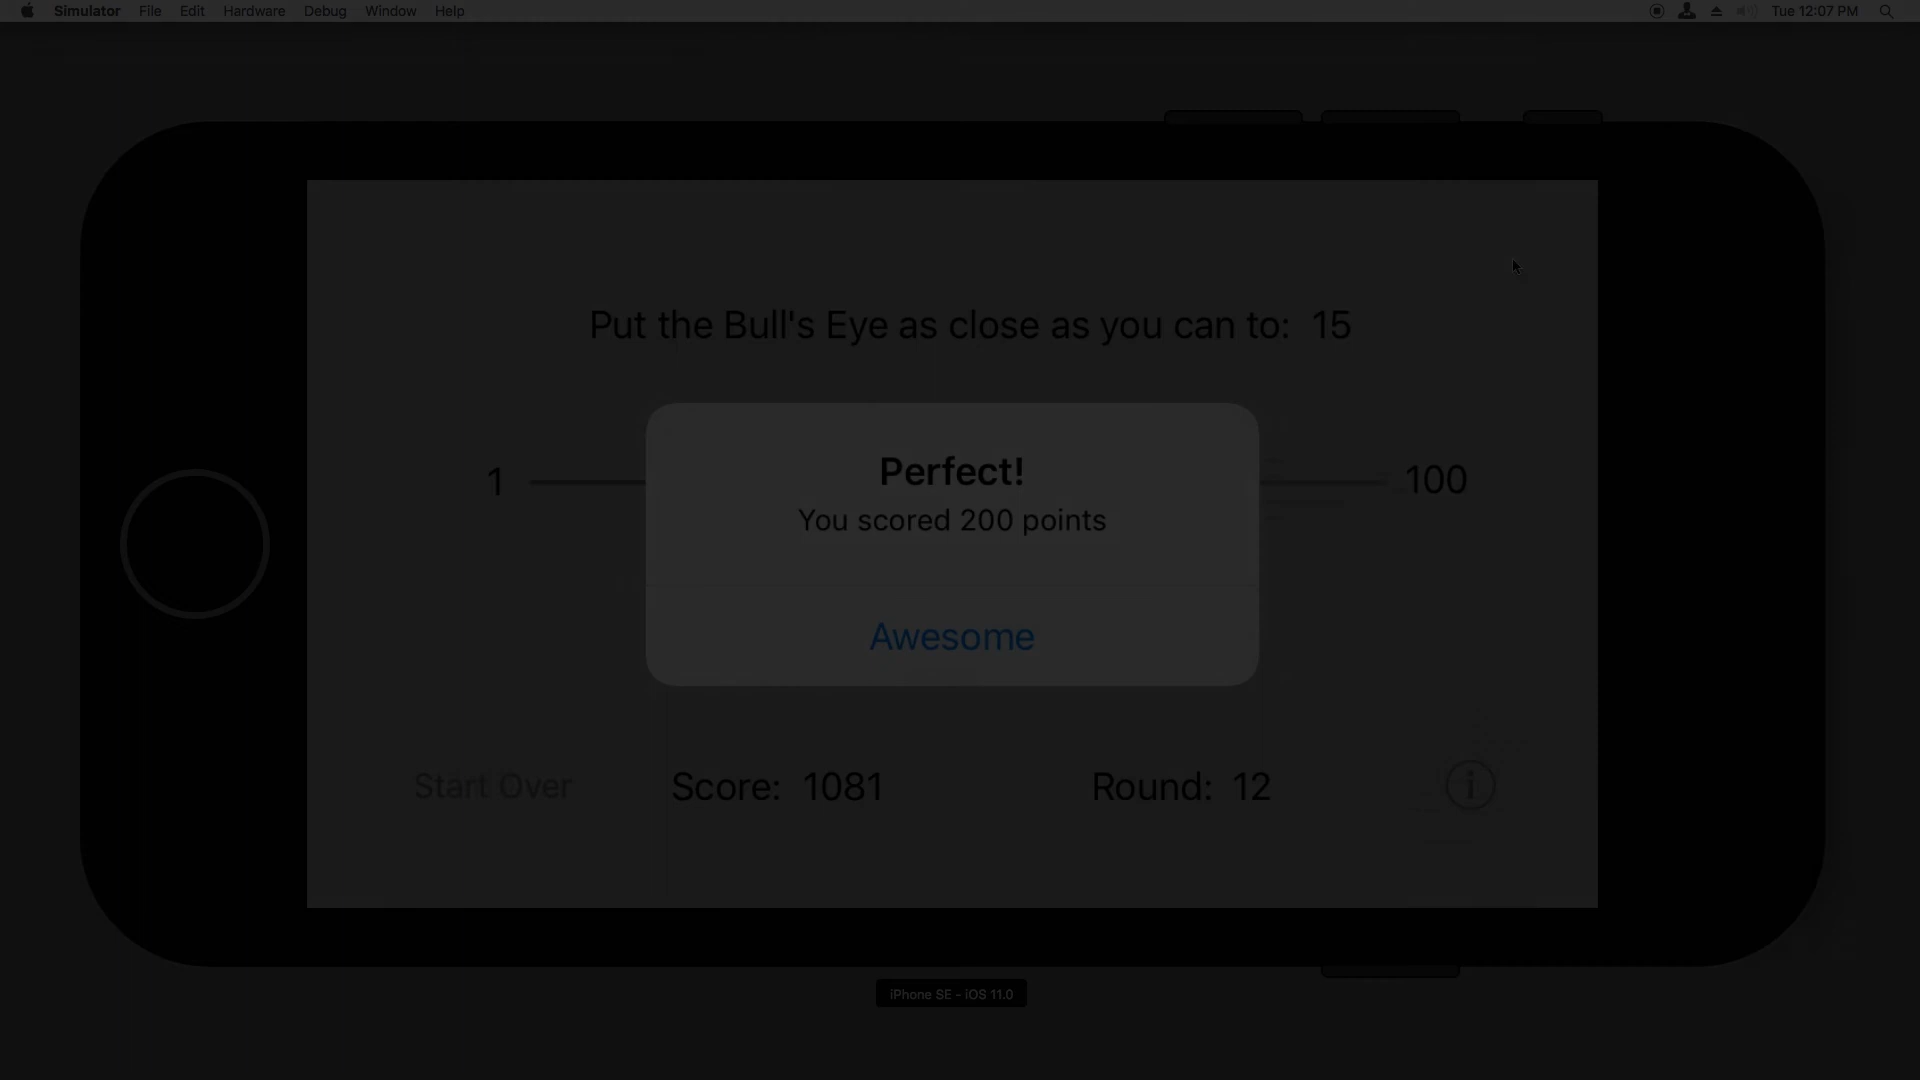 Simulator File Edit Hardware Debug Window Help Tue 12:07 PM
Put the Bull's Eye as close as you can to: 15
1 100
Perfect!
You scored 200 points
Awesome
Start Over Score: 1081 Round: 12 i
iPhone SE - iOS 11.0